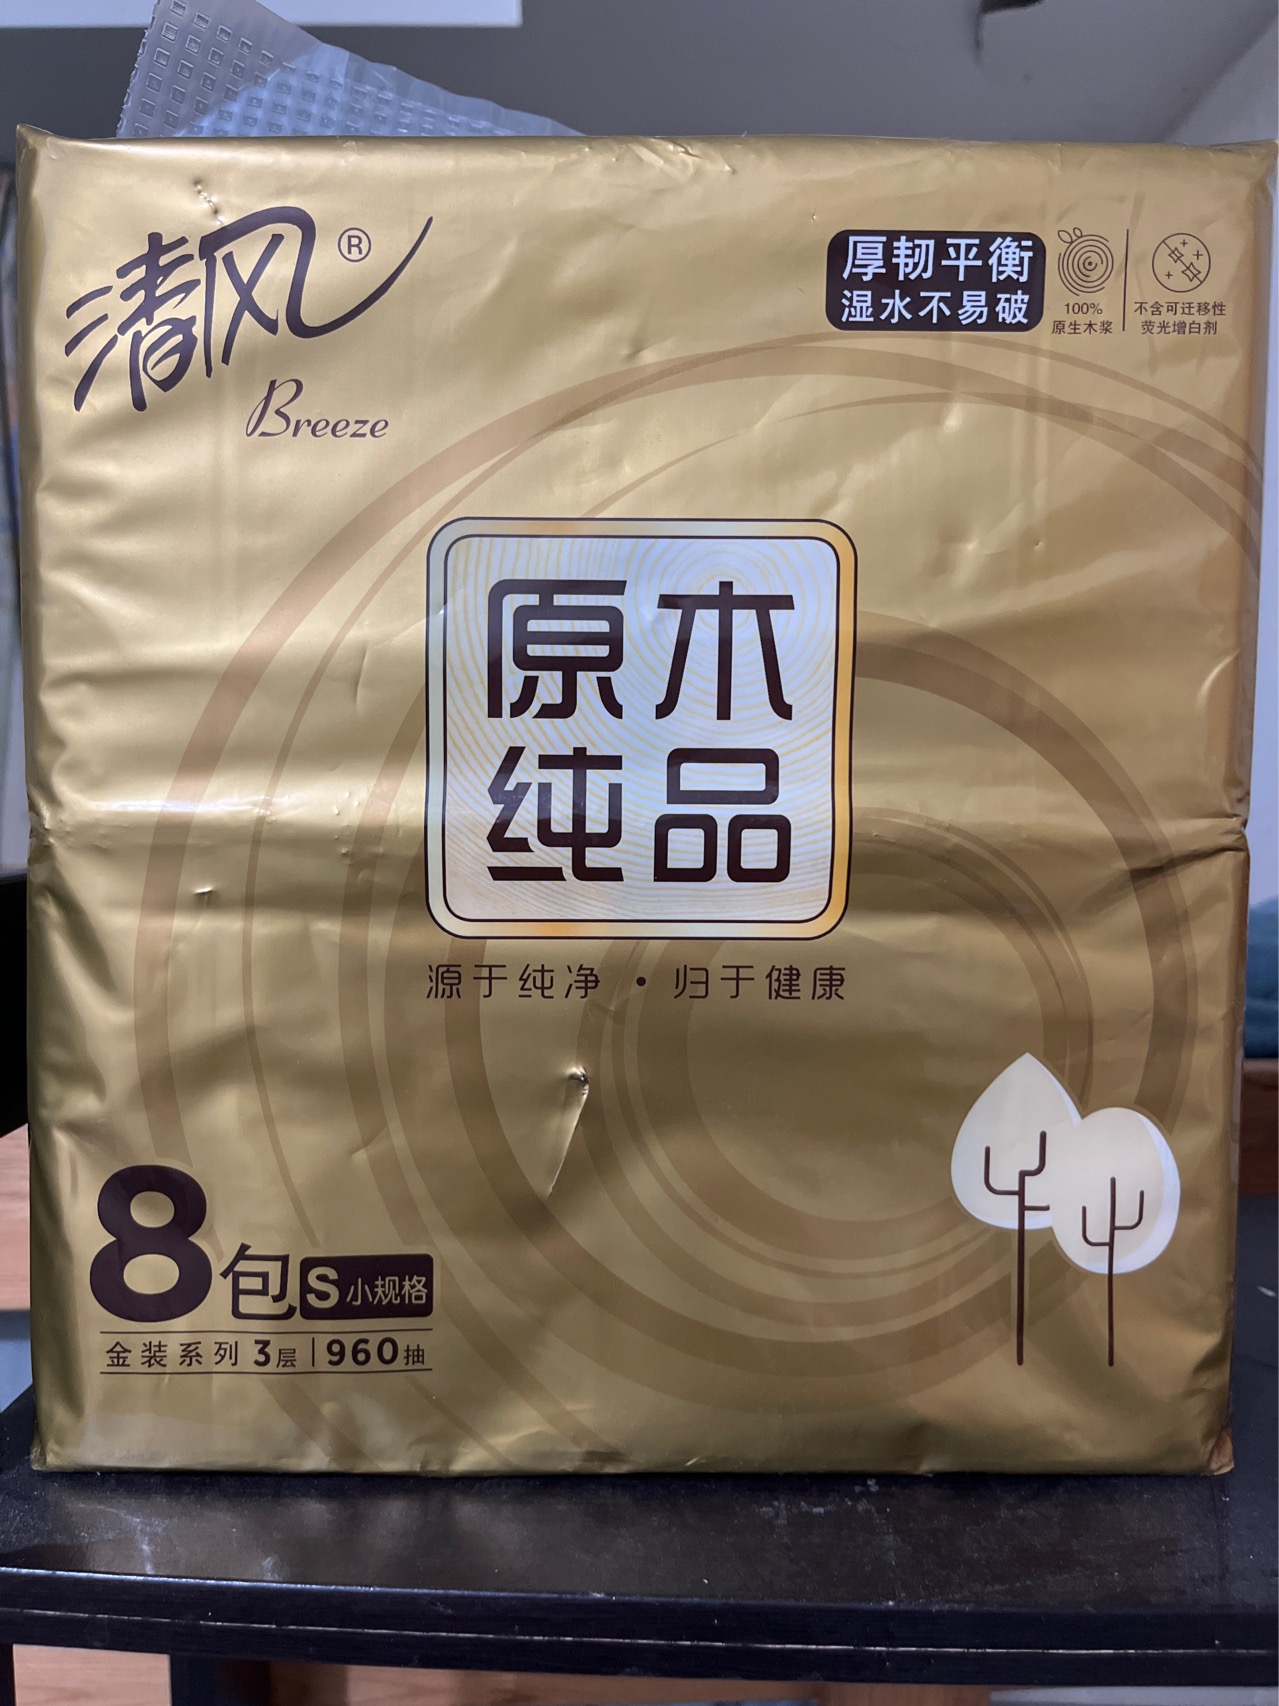 清风®
Breeze
厚韧平衡
湿水不易破
100%
原生木浆
不含可迁移性
荧光增白剂
原木
纯品
源于纯净·归于健康
8包 S 小规格
金装系列 3层|960抽